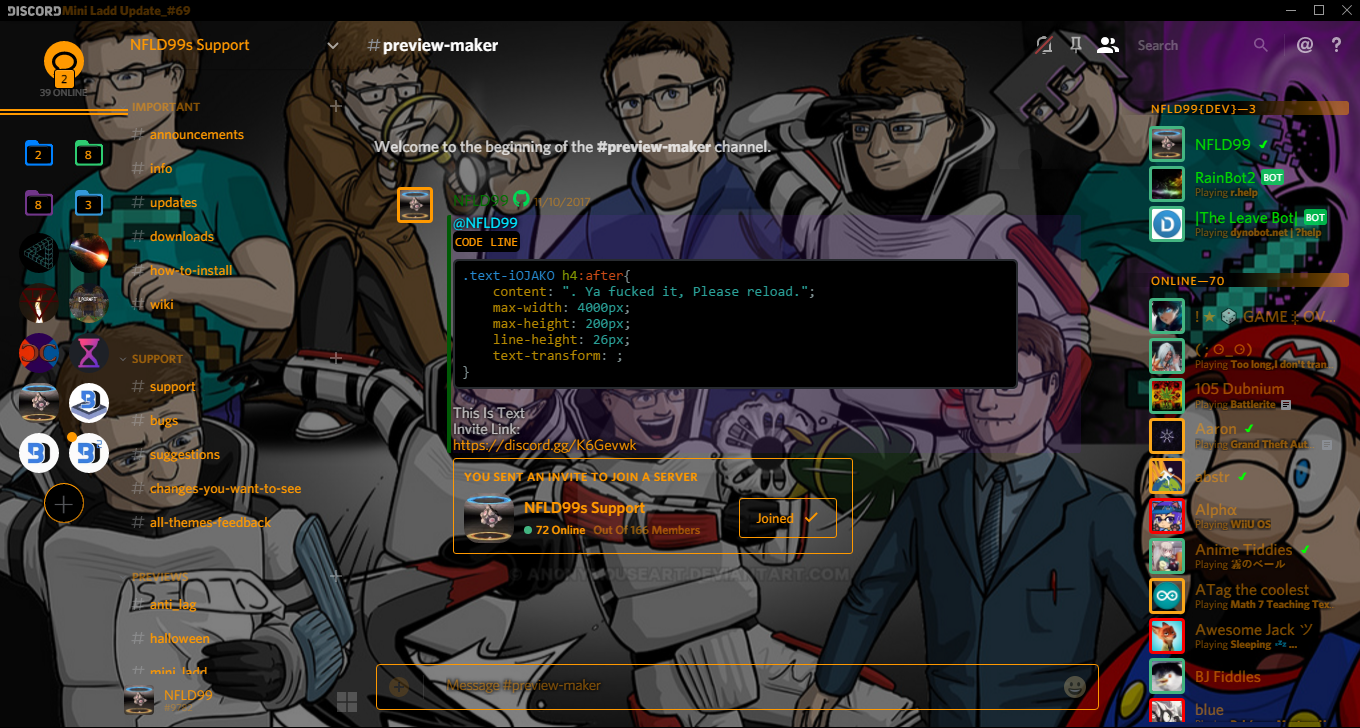 DISCORD Mini Ladd Update_#69
NFLD99s Support
# preview-maker
Search
@ ?
2
39 ONLINE
IMPORTANT
# announcements
# info
# updates
# downloads
# how-to-install
# wiki
2
8
8
3
SUPPORT
# support
# bugs
# suggestions
# changes-you-want-to-see
# all-themes-feedback
PREVIEWS
# anti_lag
# halloween
# mini_ladd
NFLD99
Welcome to the beginning of the #preview-maker channel.
NFLD99 11/10/2017
@NFLD99
CODE LINE
.text-iOJAKO h4:after{
content: ". Ya fucked it, Please reload.";
max-width: 4000px;
max-height: 200px;
line-height: 26px;
text-transform: ;
}
This Is Text
Invite Link:
https://discord.gg/K6Gevwk
YOU SENT AN INVITE TO JOIN A SERVER
NFLD99s Support
72 Online Out Of 166 Members
Joined
© ANONYMOUSEART.DEVIANTART.COM
Message #preview-maker
NFLD99{DEV}—3
NFLD99
RainBot2 BOT
Playing r.help
|The Leave Bot| BOT
Playing dynobot.net | ?help
ONLINE—70
Playing Too long,I don't tran...
105 Dubnium
Playing Battlerite
Aaron
Playing Grand Theft Aut...
abstr
Alphα
Playing WiiU OS
Anime Tiddies
Playing 霧のベール
ATag the coolest
Playing Math 7 Teaching Tex...
Awesome Jack ツ
Playing Sleeping 💤 ...
BJ Fiddles
blue